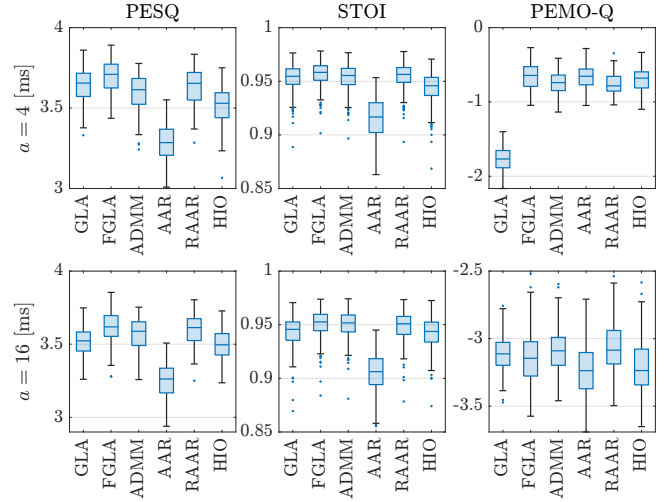 PESQ STOI PEMO-Q
a = 4 [ms]
4
3.5
3
GLA FGLA ADMM AAR RAAR HIO
1
0.95
0.9
0.85
GLA FGLA ADMM AAR RAAR HIO
0
-1
-2
GLA FGLA ADMM AAR RAAR HIO
a = 16 [ms]
4
3.5
3
GLA FGLA ADMM AAR RAAR HIO
1
0.95
0.9
0.85
GLA FGLA ADMM AAR RAAR HIO
-2.5
-3
-3.5
GLA FGLA ADMM AAR RAAR HIO